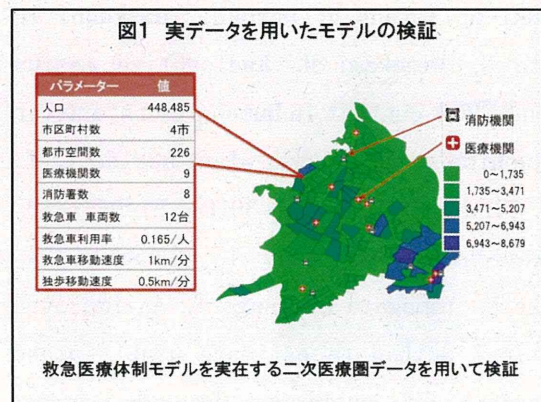 図1 実データを用いたモデルの検証
パラメーター 値
人口 448,485
市区町村数 4市
都市空間数 226
医療機関数 9
消防署数 8
救急車 車両数 12台
救急車利用率 0.165/人
救急車移動速度 1km/分
独歩移動速度 0.5km/分
消防機関
医療機関
0~1,735
1,735~3,471
3,471~5,207
5,207~6,943
6,943~8,679
救急医療体制モデルを実在する二次医療圏データを用いて検証